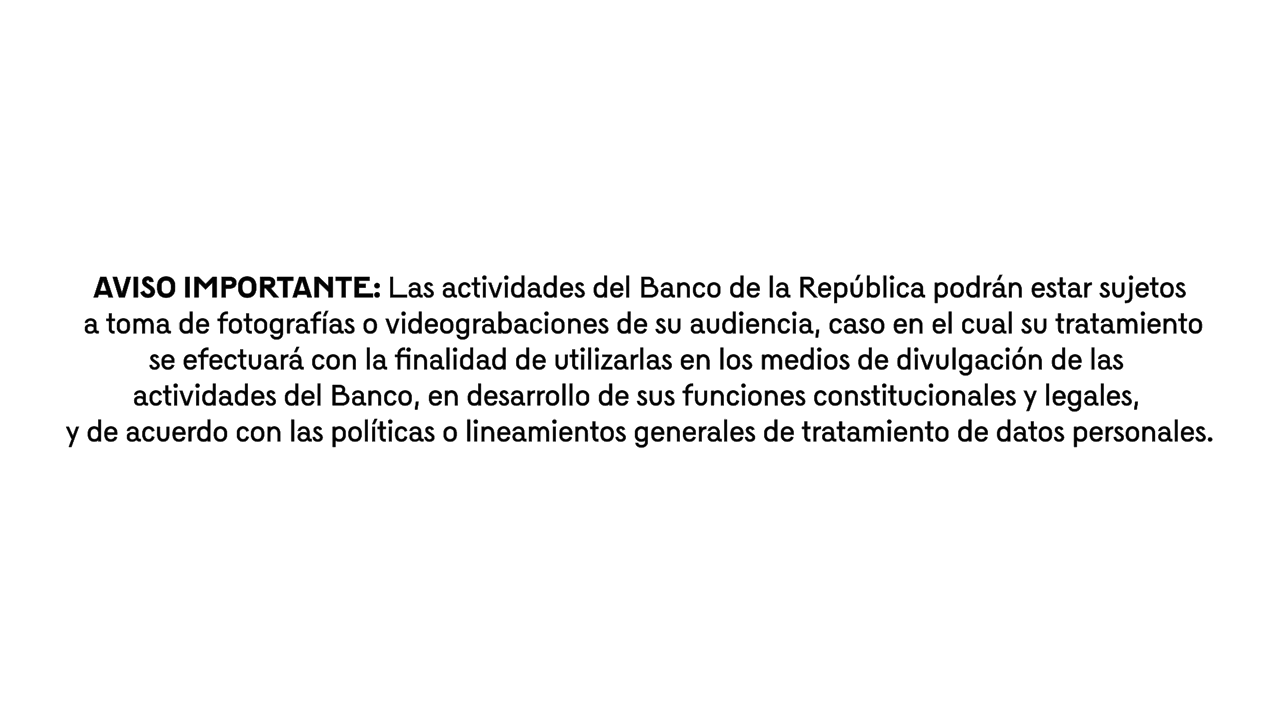 AVISO IMPORTANTE: Las actividades del Banco de la República podrán estar sujetos
a toma de fotografías o videograbaciones de su audiencia, caso en el cual su tratamiento
se efectuará con la finalidad de utilizarlas en los medios de divulgación de las
actividades del Banco, en desarrollo de sus funciones constitucionales y legales,
y de acuerdo con las políticas o lineamientos generales de tratamiento de datos personales.